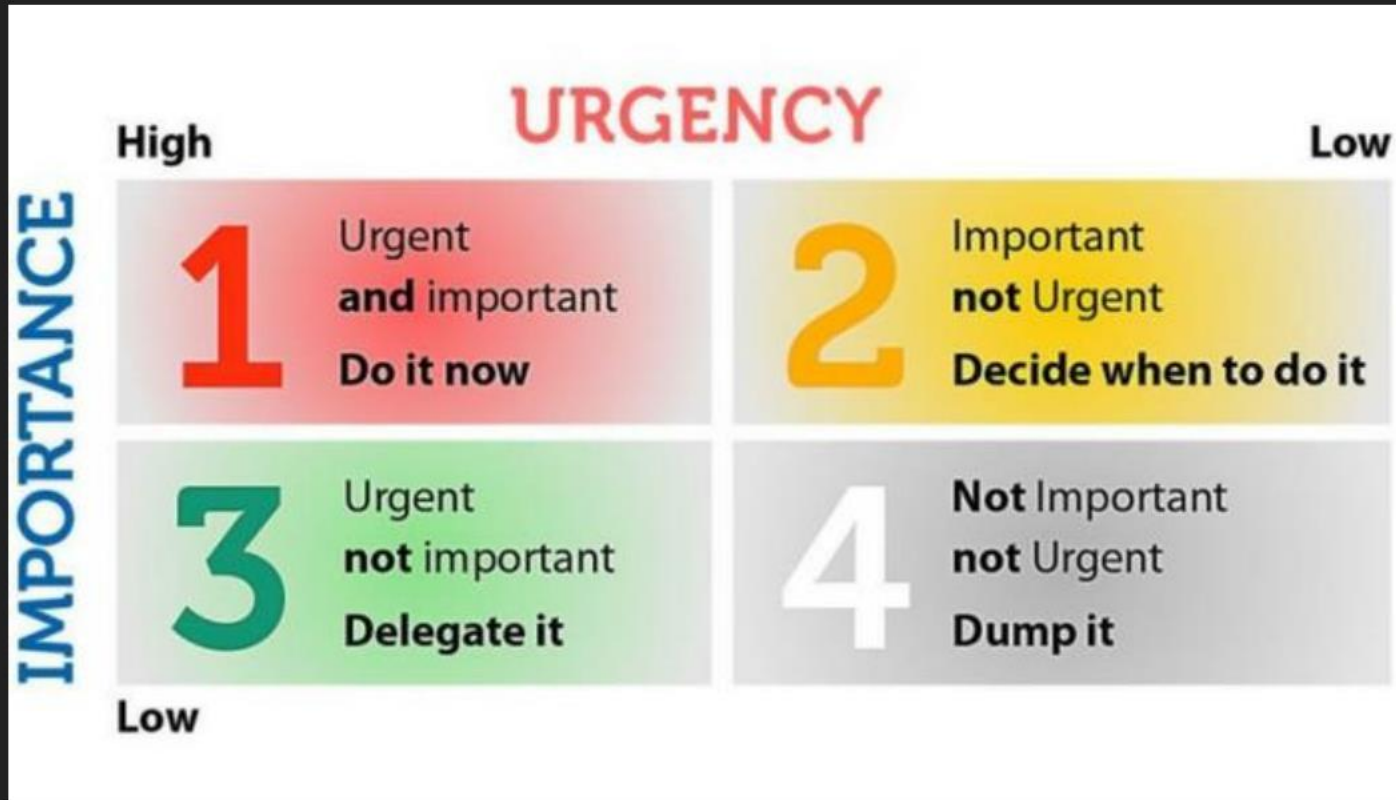 URGENCY
High
Low
IMPORTANCE
1
Urgent
and important
Do it now
2
Important
not Urgent
Decide when to do it
3
Urgent
not important
Delegate it
4
Not Important
not Urgent
Dump it
Low